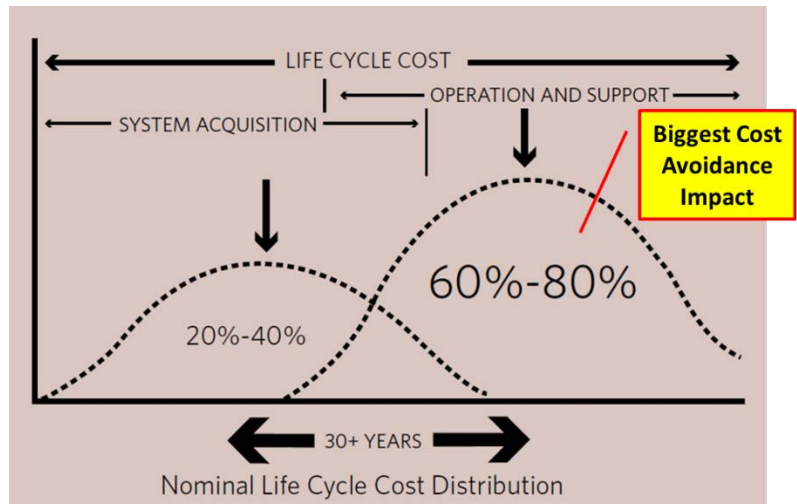 LIFE CYCLE COST
OPERATION AND SUPPORT
SYSTEM ACQUISITION
Biggest Cost
Avoidance
Impact
60%-80%
20%-40%
30+ YEARS
Nominal Life Cycle Cost Distribution